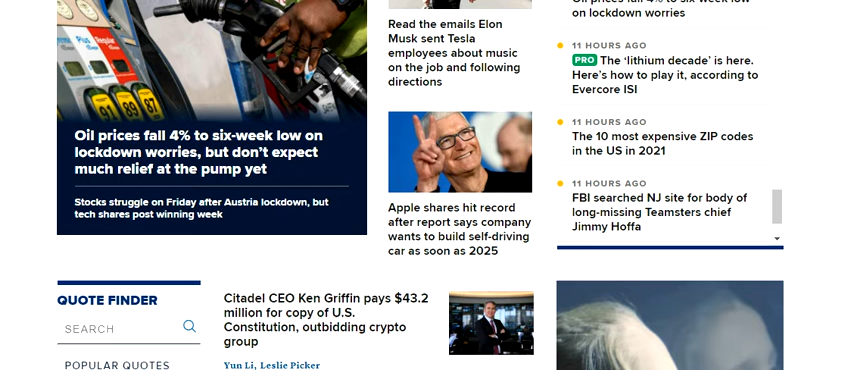 Plus
Regular
91
89
87
Oil prices fall 4% to six-week low on
lockdown worries, but don’t expect
much relief at the pump yet
Stocks struggle on Friday after Austria lockdown, but
tech shares post winning week
Read the emails Elon
Musk sent Tesla
employees about music
on the job and following
directions
Apple shares hit record
after report says company
wants to build self-driving
car as soon as 2025
on lockdown worries
11 HOURS AGO
PRO The ‘lithium decade’ is here.
Here’s how to play it, according to
Evercore ISI
11 HOURS AGO
The 10 most expensive ZIP codes
in the US in 2021
11 HOURS AGO
FBI searched NJ site for body of
long-missing Teamsters chief
Jimmy Hoffa
QUOTE FINDER
SEARCH
POPULAR QUOTES
Citadel CEO Ken Griffin pays $43.2
million for copy of U.S.
Constitution, outbidding crypto
group
Yun Li, Leslie Picker